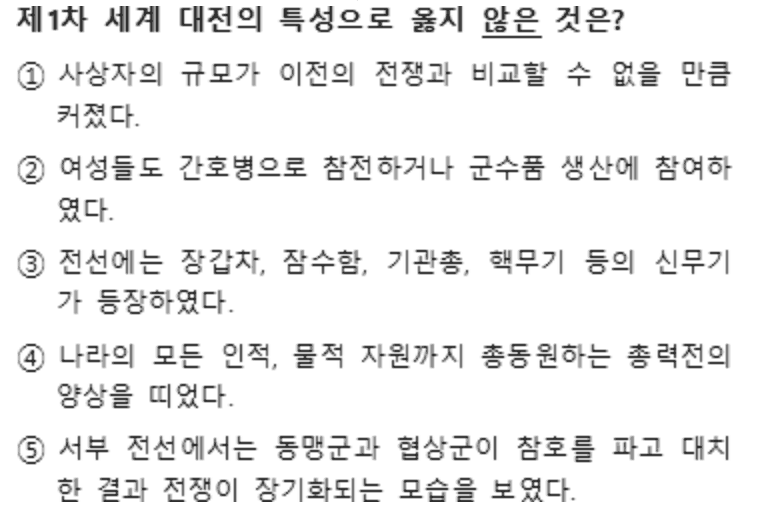 제1차 세계 대전의 특성으로 옳지 않은 것은?
① 사상자의 규모가 이전의 전쟁과 비교할 수 없을 만큼
커졌다.
② 여성들도 간호병으로 참전하거나 군수품 생산에 참여하
였다.
③ 전선에는 장갑차, 잠수함, 기관총, 핵무기 등의 신무기
가 등장하였다.
④ 나라의 모든 인적, 물적 자원까지 총동원하는 총력전의
양상을 띠었다.
⑤ 서부 전선에서는 동맹군과 협상군이 참호를 파고 대치
한 결과 전쟁이 장기화되는 모습을 보였다.